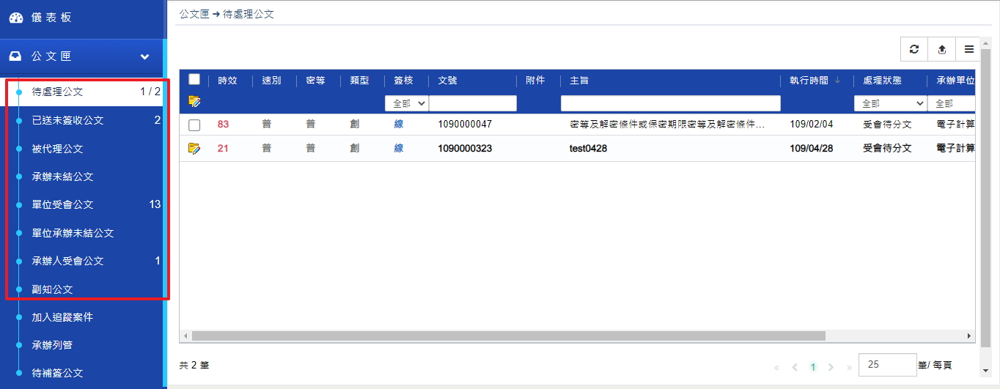 儀表板
公文匣
待處理公文 1 / 2
已送未簽收公文 2
被代理公文
承辦未結公文
單位受會公文 13
單位承辦未結公文
承辦人受會公文 1
副知公文
加入追蹤案件
承辦列管
待補簽公文
公文匣 ➔ 待處理公文
時效 速別 密等 類型 簽核 文號 附件 主旨 執行時間 ↓ 處理狀態 承辦單位
全部 全部 全部
83 普 普 創 線 1090000047 密等及解密條件或保密期限密等及解密條件… 109/02/04 受會待分文 電子計算
21 普 普 創 線 1090000323 test0428 109/04/28 受會待分文 電子計算
共 2 筆 « < 1 > » 25 筆/ 每頁